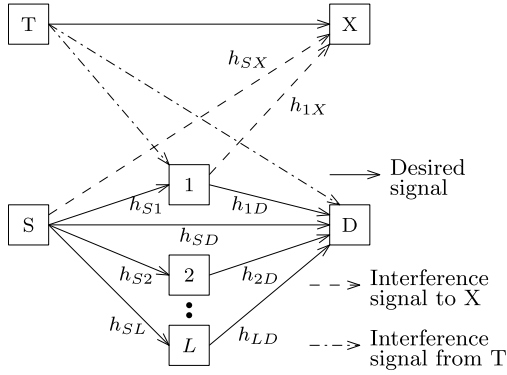 T
X
h_{SX}
h_{1X}
1
Desired
signal
h_{S1}
h_{1D}
S
D
h_{SD}
h_{S2}
2
h_{2D}
Interference
signal to X
h_{SL}
L
h_{LD}
Interference
signal from T